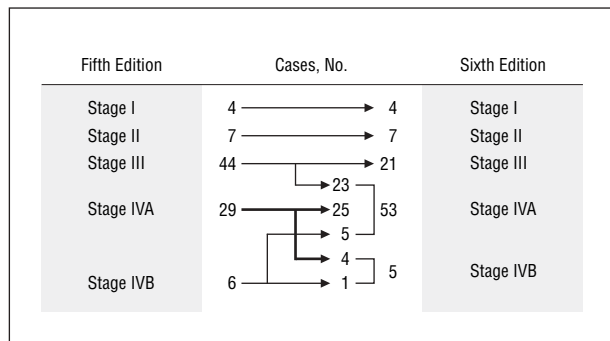 Fifth Edition Cases, No. Sixth Edition
Stage I 4 4 Stage I
Stage II 7 7 Stage II
Stage III 44 21 Stage III
23
Stage IVA 29 25 53 Stage IVA
5
4
5 Stage IVB
Stage IVB 6 1